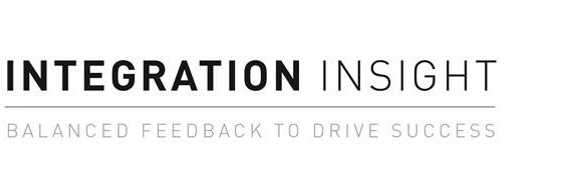 INTEGRATION INSIGHT
BALANCED FEEDBACK TO DRIVE SUCCESS